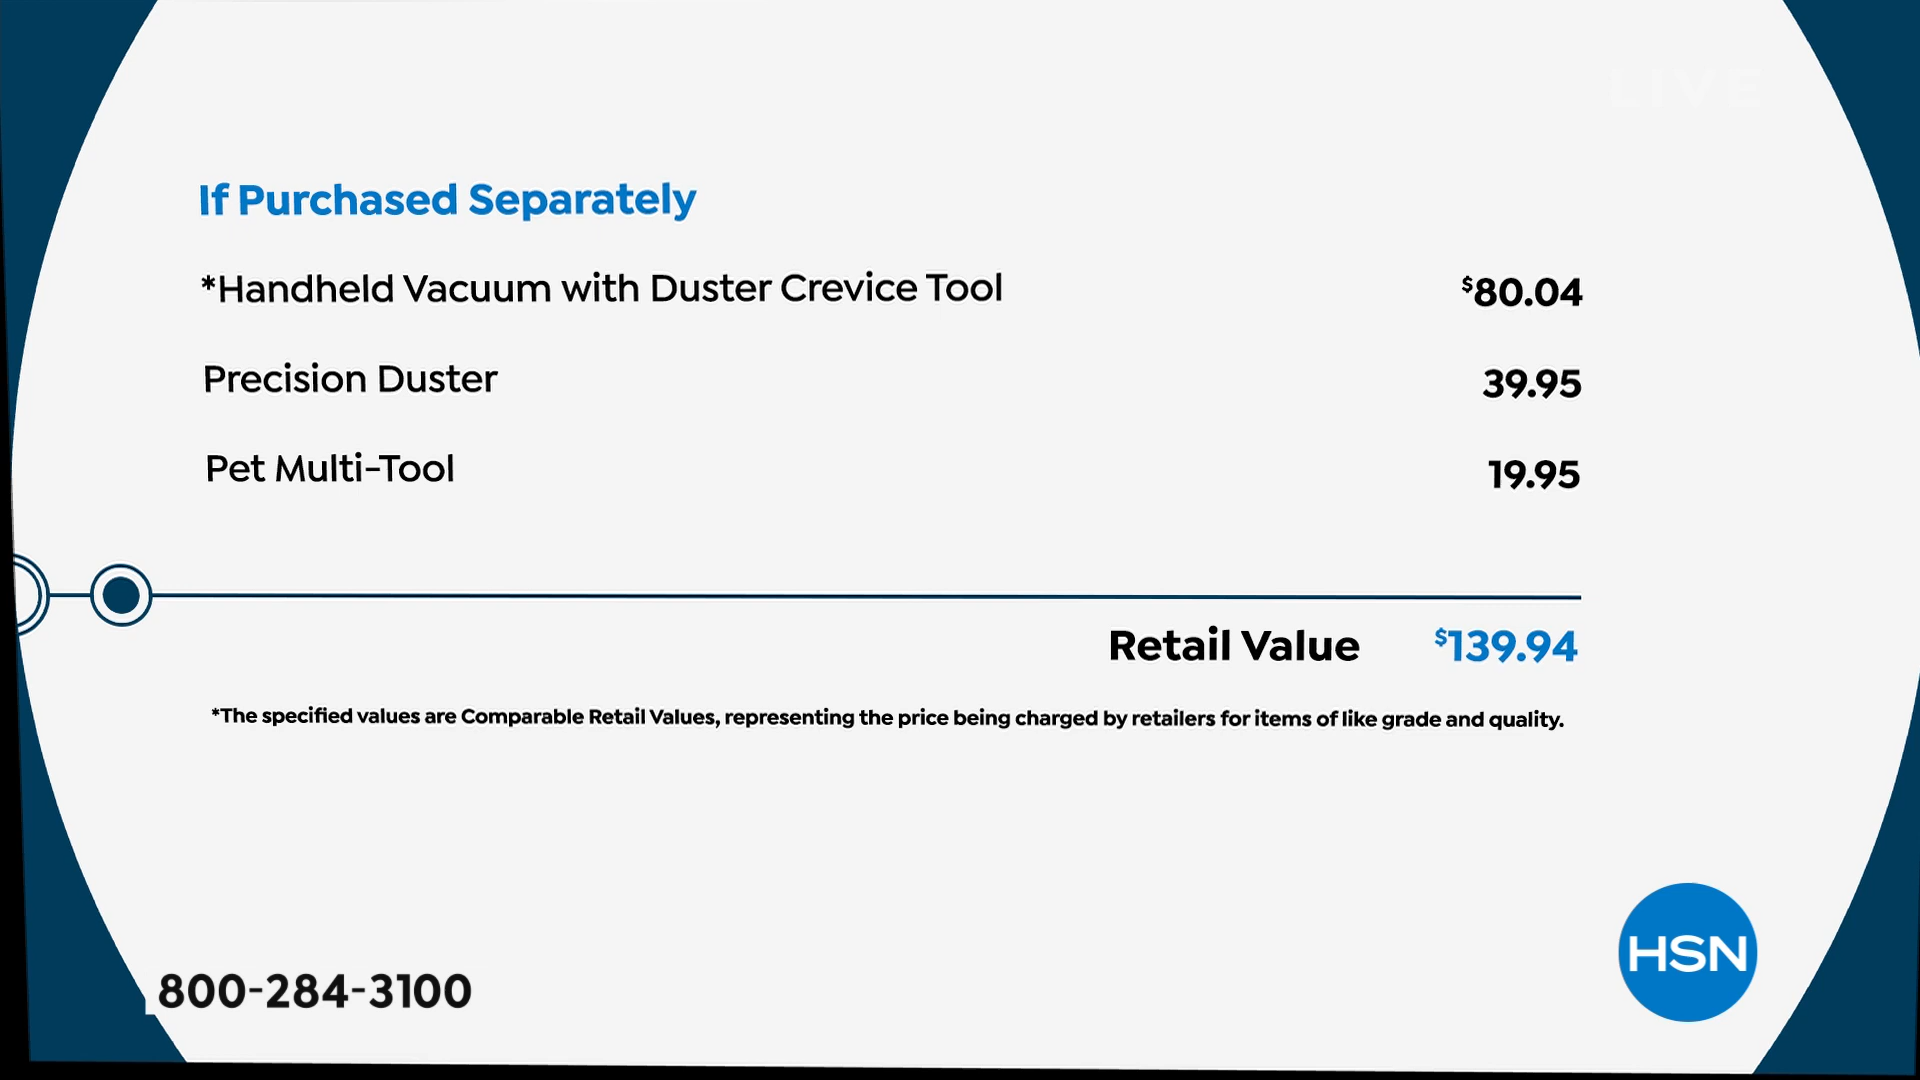 LIVE
If Purchased Separately
*Handheld Vacuum with Duster Crevice Tool $80.04
Precision Duster 39.95
Pet Multi-Tool 19.95
Retail Value $139.94
*The specified values are Comparable Retail Values, representing the price being charged by retailers for items of like grade and quality.
800-284-3100
HSN